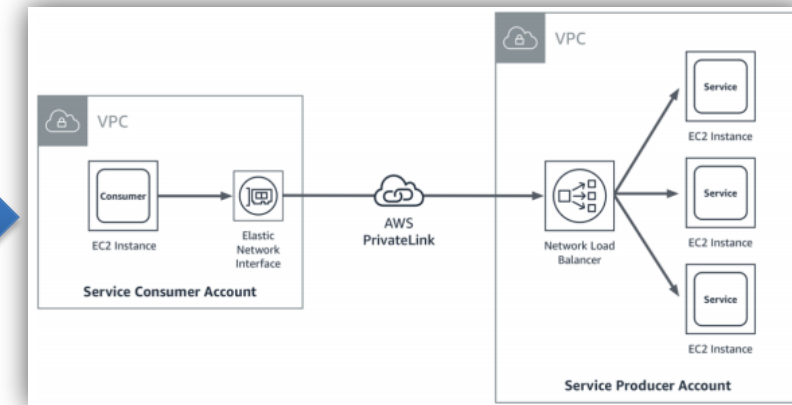 VPC
Consumer
EC2 Instance
Elastic
Network
Interface
Service Consumer Account
AWS
PrivateLink
VPC
Network Load
Balancer
Service
EC2 Instance
Service
EC2 Instance
Service
EC2 Instance
Service Producer Account